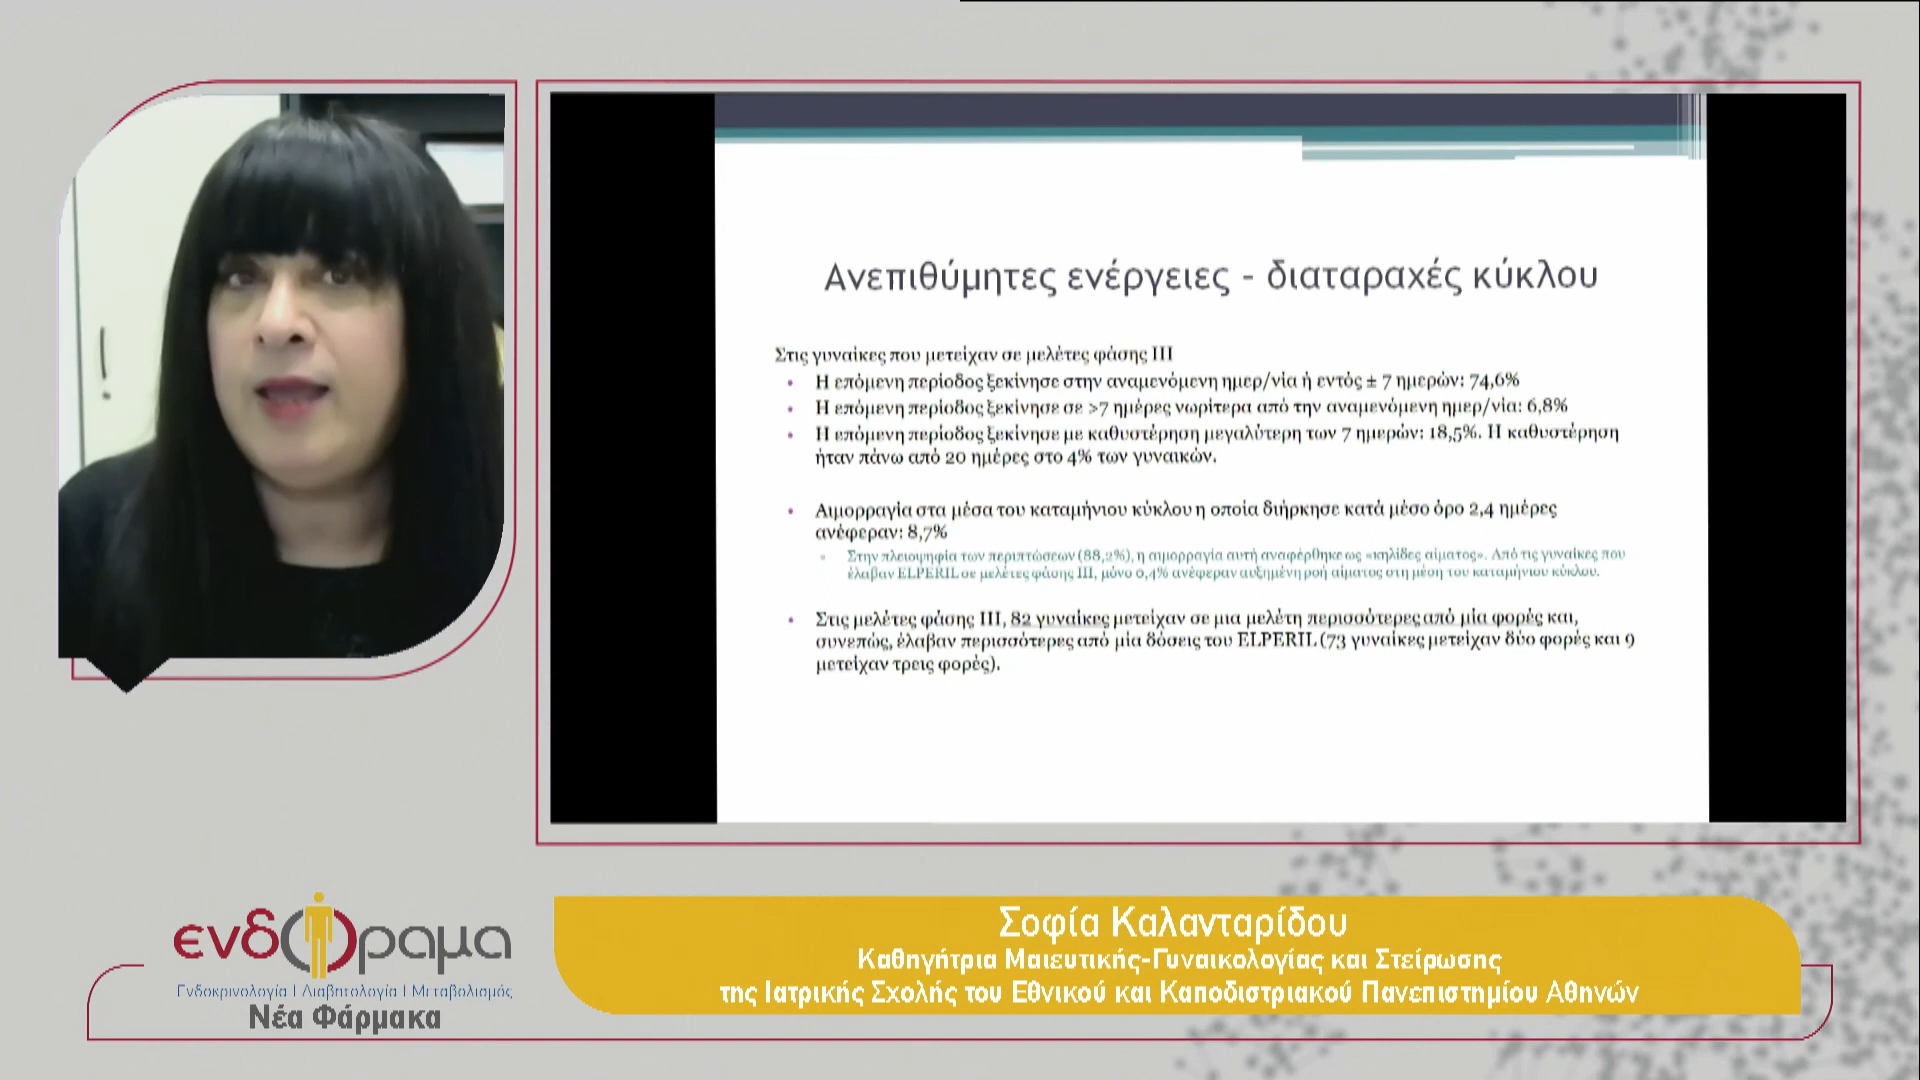 Ανεπιθύμητες ενέργειες - διαταραχές κύκλου
Στις γυναίκες που μετείχαν σε μελέτες φάσης III
• Η επόμενη περίοδος ξεκίνησε στην αναμενόμενη ημερ/νία ή εντός ± 7 ημερών: 74,6%
• Η επόμενη περίοδος ξεκίνησε σε >7 ημέρες νωρίτερα από την αναμενόμενη ημερ/νία: 6,8%
• Η επόμενη περίοδος ξεκίνησε με καθυστέρηση μεγαλύτερη των 7 ημερών: 18,5%. Η καθυστέρηση
ήταν πάνω από 20 ημέρες στο 4% των γυναικών.
• Αιμορραγία στα μέσα του καταμήνιου κύκλου η οποία διήρκησε κατά μέσο όρο 2,4 ημέρες
ανέφεραν: 8,7%
• Στην πλειοψηφία των περιπτώσεων (88,2%), η αιμορραγία αυτή αναφέρθηκε ως «κηλίδες αίματος». Από τις γυναίκες που
έλαβαν ELPERIL σε μελέτες φάσης III, μόνο 0,4% ανέφεραν αυξημένη ροή αίματος στη μέση του καταμήνιου κύκλου.
• Στις μελέτες φάσης III, 82 γυναίκες μετείχαν σε μια μελέτη περισσότερες από μία φορές και,
συνεπώς, έλαβαν περισσότερες από μία δόσεις του ELPERIL (73 γυναίκες μετείχαν δύο φορές και 9
μετείχαν τρεις φορές).
ενδόραμα
Ενδοκρινολογία | Διαβητολογία | Μεταβολισμός
Νέα Φάρμακα
Σοφία Καλανταρίδου
Καθηγήτρια Μαιευτικής-Γυναικολογίας και Στείρωσης
της Ιατρικής Σχολής του Εθνικού και Καποδιστριακού Πανεπιστημίου Αθηνών